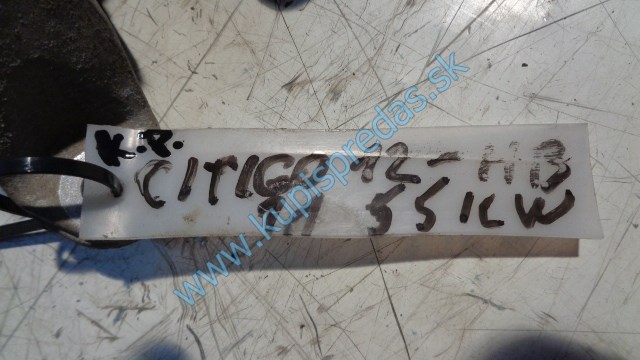 K.P.
CITIGO 12- HB
55 KW
www.kupispredas.sk